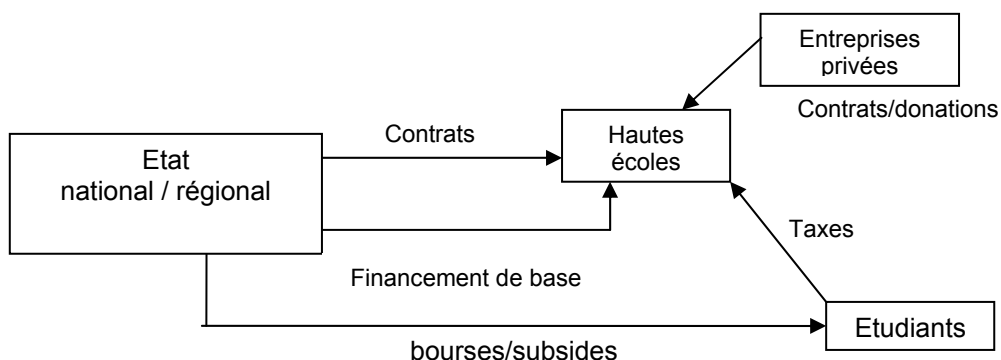 Entreprises
privées
Contrats/donations
Contrats
Hautes
écoles
Etat
national / régional
Taxes
Financement de base
Etudiants
bourses/subsides